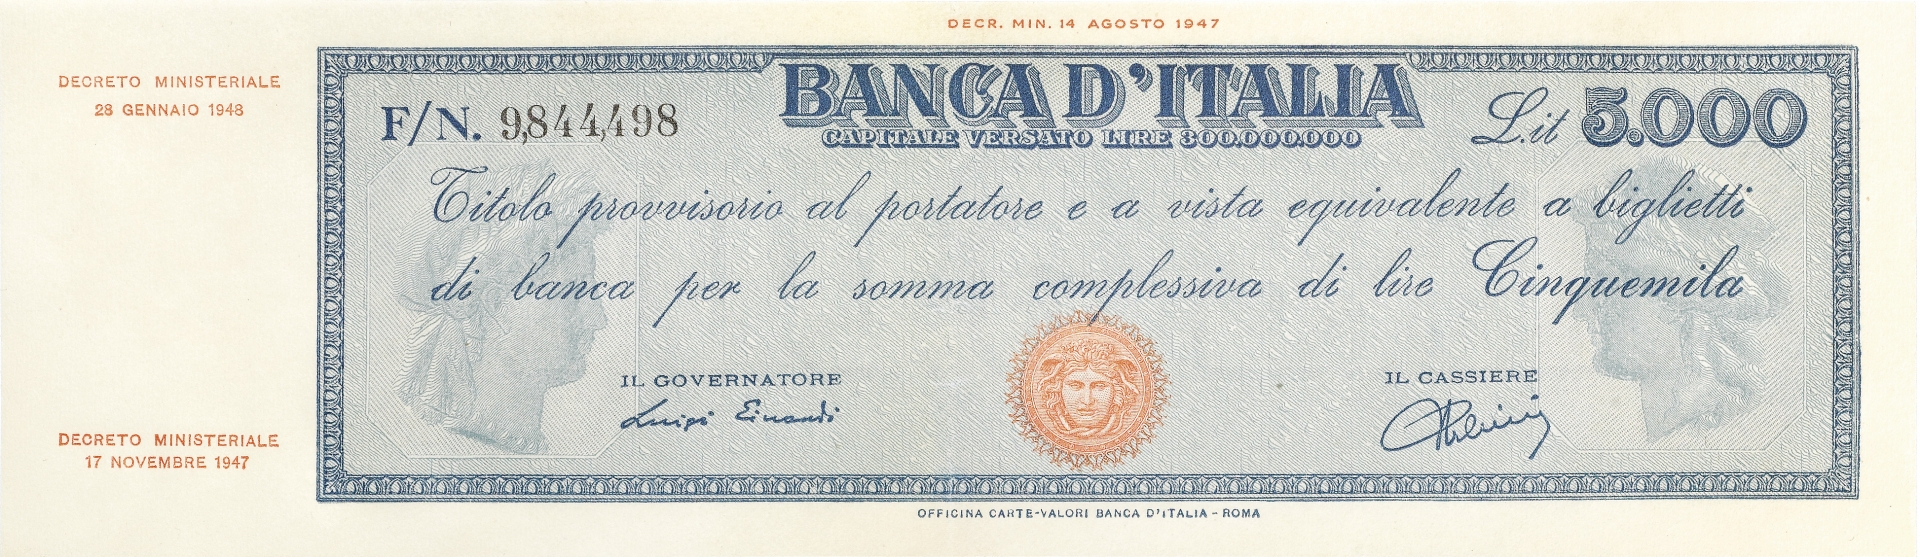 DECR. MIN. 14 AGOSTO 1947
DECRETO MINISTERIALE
28 GENNAIO 1948
BANCA D'ITALIA
F/N. 9,844,498
CAPITALE VERSATO LIRE 300.000.000
L.it 5.000
Titolo provvisorio al portatore e a vista equivalente a biglietti
di banca per la somma complessiva di lire Cinquemila
IL GOVERNATORE
Luigi Einaudi
IL CASSIERE
DECRETO MINISTERIALE
17 NOVEMBRE 1947
OFFICINA CARTE-VALORI BANCA D'ITALIA - ROMA